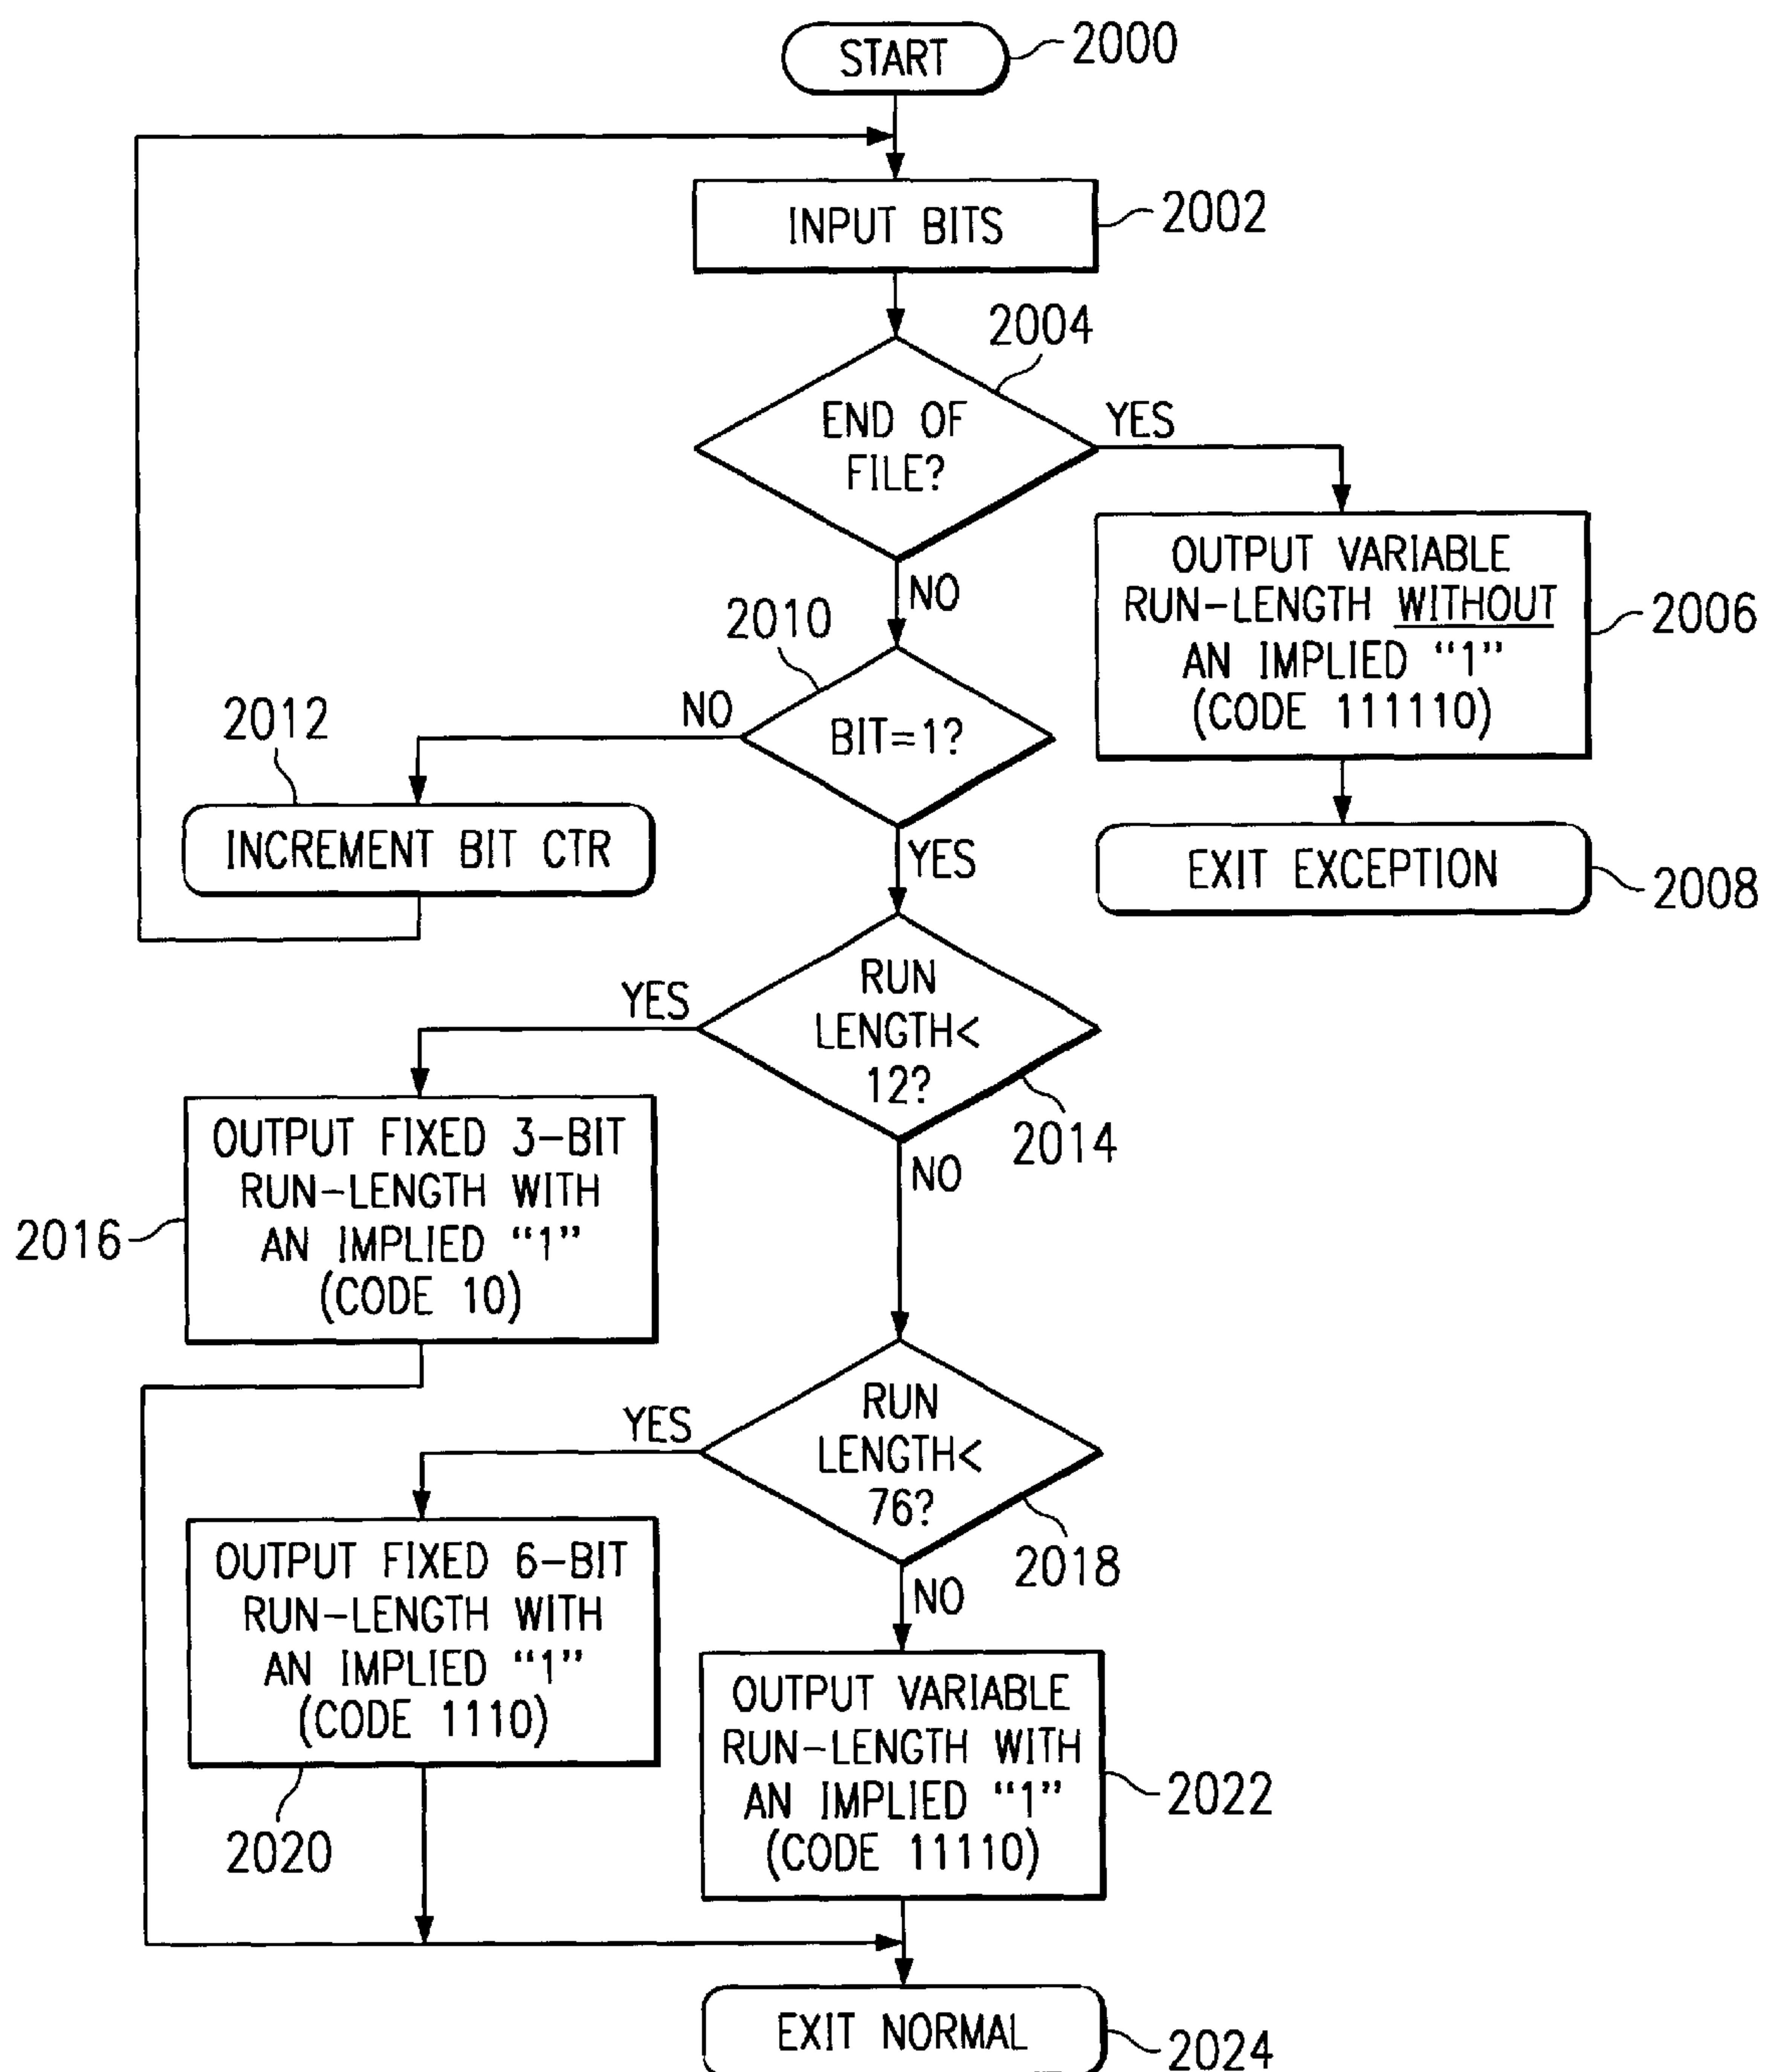 START
2000
INPUT BITS
2002
2004
END OF
FILE?
YES
NO
OUTPUT VARIABLE
RUN-LENGTH WITHOUT
AN IMPLIED “1”
(CODE 111110)
2006
2010
BIT=1?
NO
2012
INCREMENT BIT CTR
YES
EXIT EXCEPTION
2008
RUN
LENGTH<
12?
YES
2014
NO
OUTPUT FIXED 3-BIT
RUN-LENGTH WITH
AN IMPLIED “1”
(CODE 10)
2016
RUN
LENGTH<
76?
YES
2018
NO
OUTPUT FIXED 6-BIT
RUN-LENGTH WITH
AN IMPLIED “1”
(CODE 1110)
2020
OUTPUT VARIABLE
RUN-LENGTH WITH
AN IMPLIED “1”
(CODE 11110)
2022
EXIT NORMAL
2024